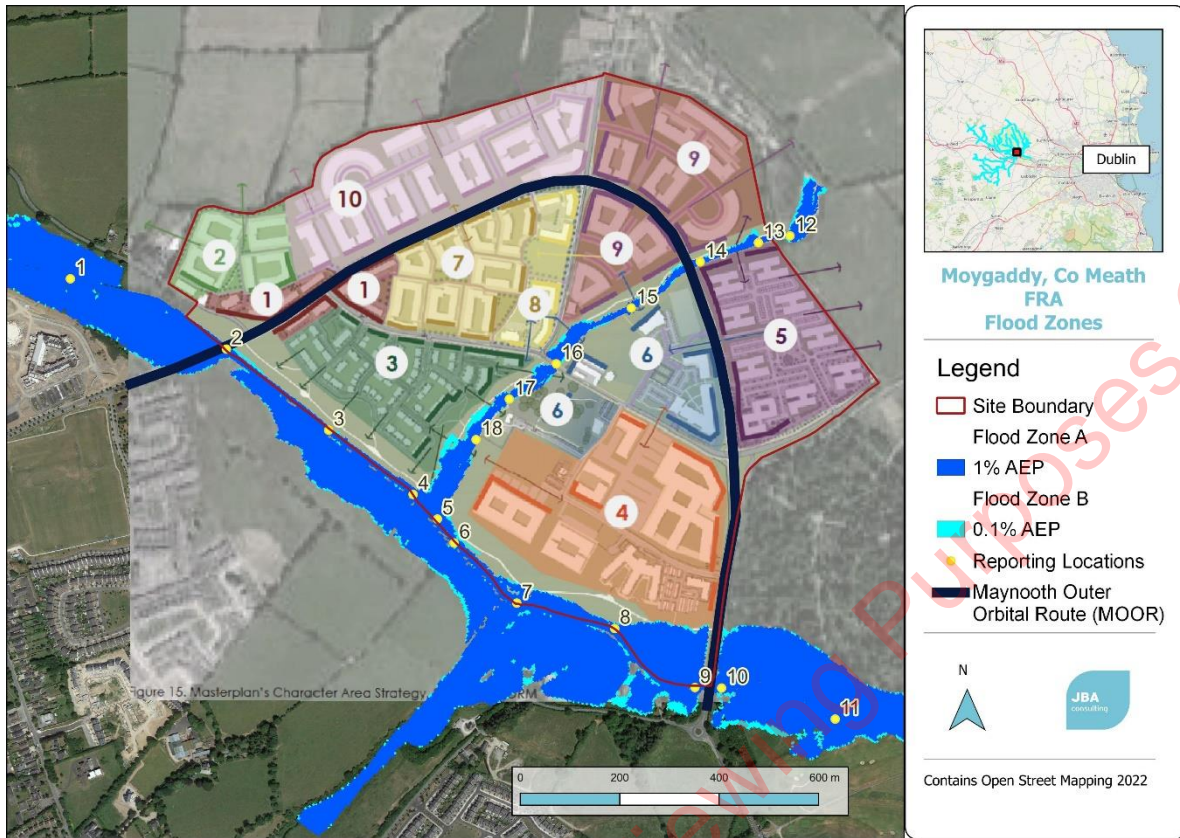 10
9
2
1
1
7
8
9
3
6
6
5
4
1
2
3
4
5
6
7
8
9
10
11
12
13
14
15
16
17
18
Figure 15. Masterplan's Character Area Strategy
0 200 400 600 m
Dublin
Moygaddy, Co Meath
FRA
Flood Zones
Legend
Site Boundary
Flood Zone A
1% AEP
Flood Zone B
0.1% AEP
Reporting Locations
Maynooth Outer
Orbital Route (MOOR)
N
JBA
consulting
Contains Open Street Mapping 2022
Viewing Purposes